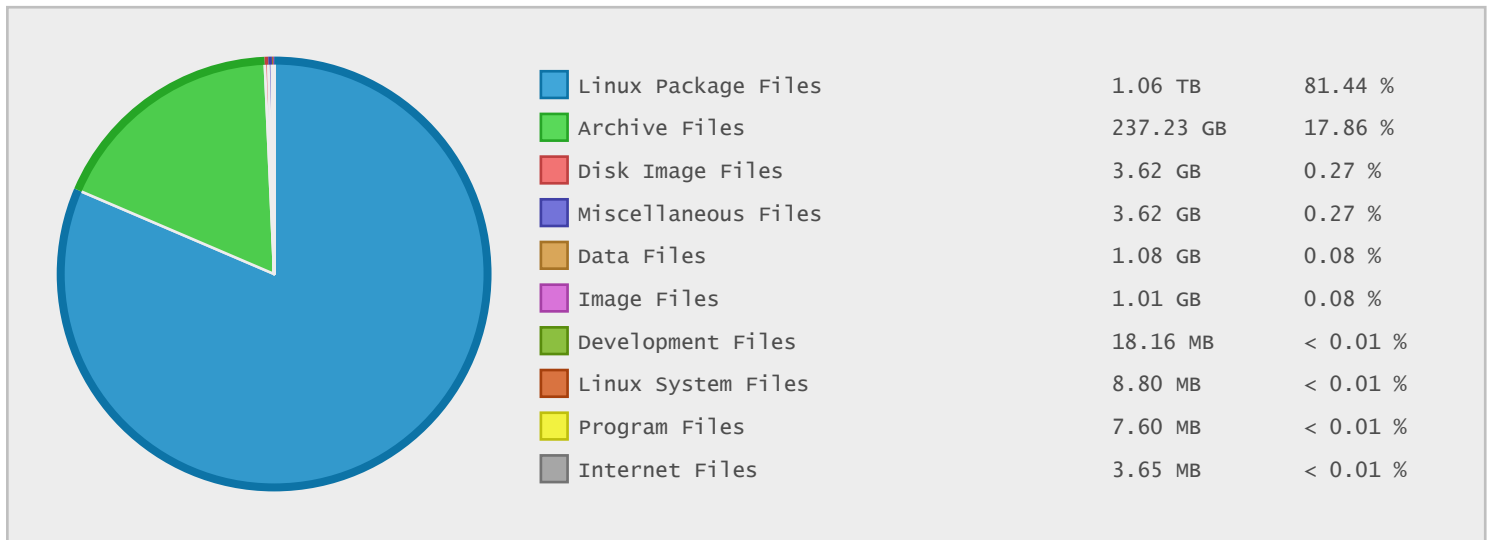 Linux Package Files 1.06 TB 81.44 %
Archive Files 237.23 GB 17.86 %
Disk Image Files 3.62 GB 0.27 %
Miscellaneous Files 3.62 GB 0.27 %
Data Files 1.08 GB 0.08 %
Image Files 1.01 GB 0.08 %
Development Files 18.16 MB < 0.01 %
Linux System Files 8.80 MB < 0.01 %
Program Files 7.60 MB < 0.01 %
Internet Files 3.65 MB < 0.01 %